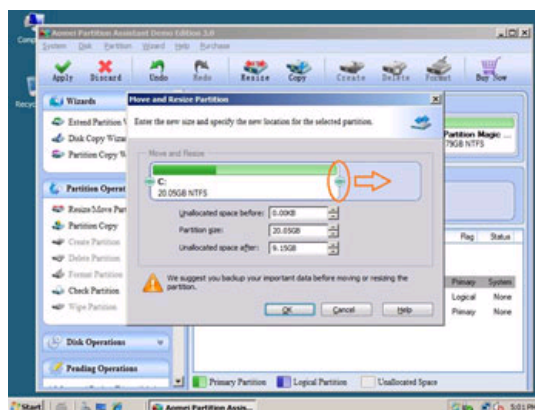 Aomei Partition Assistant Demo Edition 3.0
System Disk Partition Wizard Help Purchase
Apply Discard Undo Redo Resize Copy Create Delete Format Buy Now
Wizards
Extend Partition
Disk Copy Wiza
Partition Copy W
Partition Operat
Resize/Move Par
Partition Copy
Create Partition
Delete Partition
Format Partition
Check Partition
Wipe Partition
Disk Operations
Pending Operations
Move and Resize Partition
Enter the new size and specify the new location for the selected partition.
Move and Resize
C:
20.05GB NTFS
Unallocated space before: 0.00KB
Partition size: 20.05GB
Unallocated space after: 9.15GB
We suggest you backup your important data before moving or resizing the
partition.
OK Cancel Help
Partition Magic ...
79GB NTFS
Flag Status
Primary System
Logical None
Primary None
Primary Partition Logical Partition Unallocated Space
Start Aomei Partition Assis... 5:01 PM